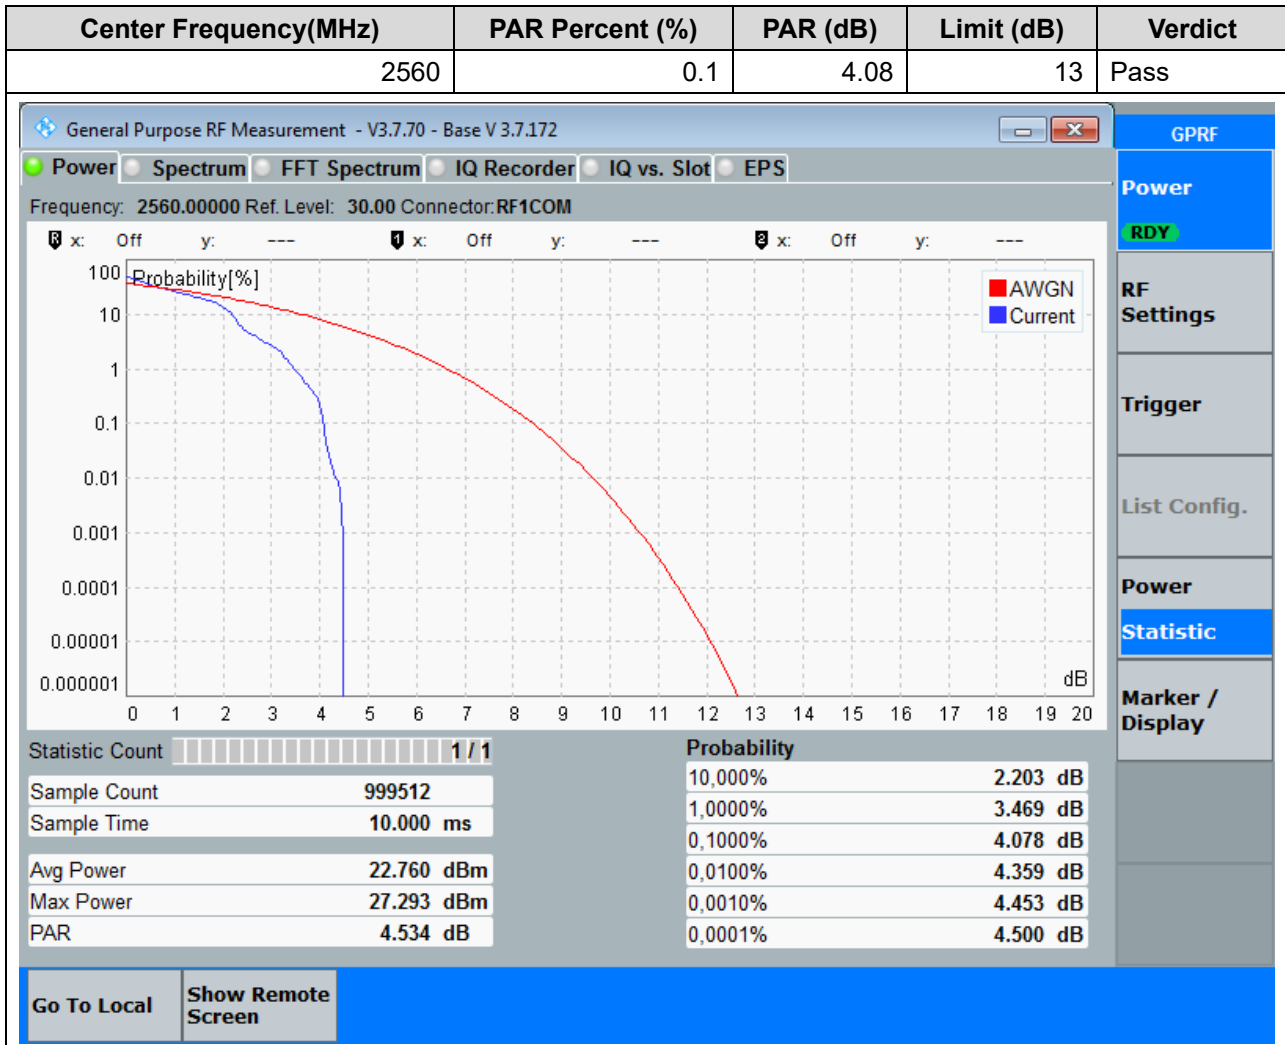 Center Frequency(MHz) PAR Percent (%) PAR (dB) Limit (dB) Verdict
2560 0.1 4.08 13 Pass
General Purpose RF Measurement - V3.7.70 - Base V 3.7.172
GPRF
Power Spectrum FFT Spectrum IQ Recorder IQ vs. Slot EPS
Frequency: 2560.00000 Ref. Level: 30.00 Connector: RF1COM
R x: Off y: --- 1 x: Off y: --- 2 x: Off y: ---
Probability[%]
AWGN
Current
100
10
1
0.1
0.01
0.001
0.0001
0.00001
0.000001
dB
0 1 2 3 4 5 6 7 8 9 10 11 12 13 14 15 16 17 18 19 20
Statistic Count 1 / 1
Sample Count 999512
Sample Time 10.000 ms
Avg Power 22.760 dBm
Max Power 27.293 dBm
PAR 4.534 dB
Probability
10,000% 2.203 dB
1,0000% 3.469 dB
0,1000% 4.078 dB
0,0100% 4.359 dB
0,0010% 4.453 dB
0,0001% 4.500 dB
Power
RDY
RF
Settings
Trigger
List Config.
Power
Statistic
Marker /
Display
Go To Local
Show Remote
Screen